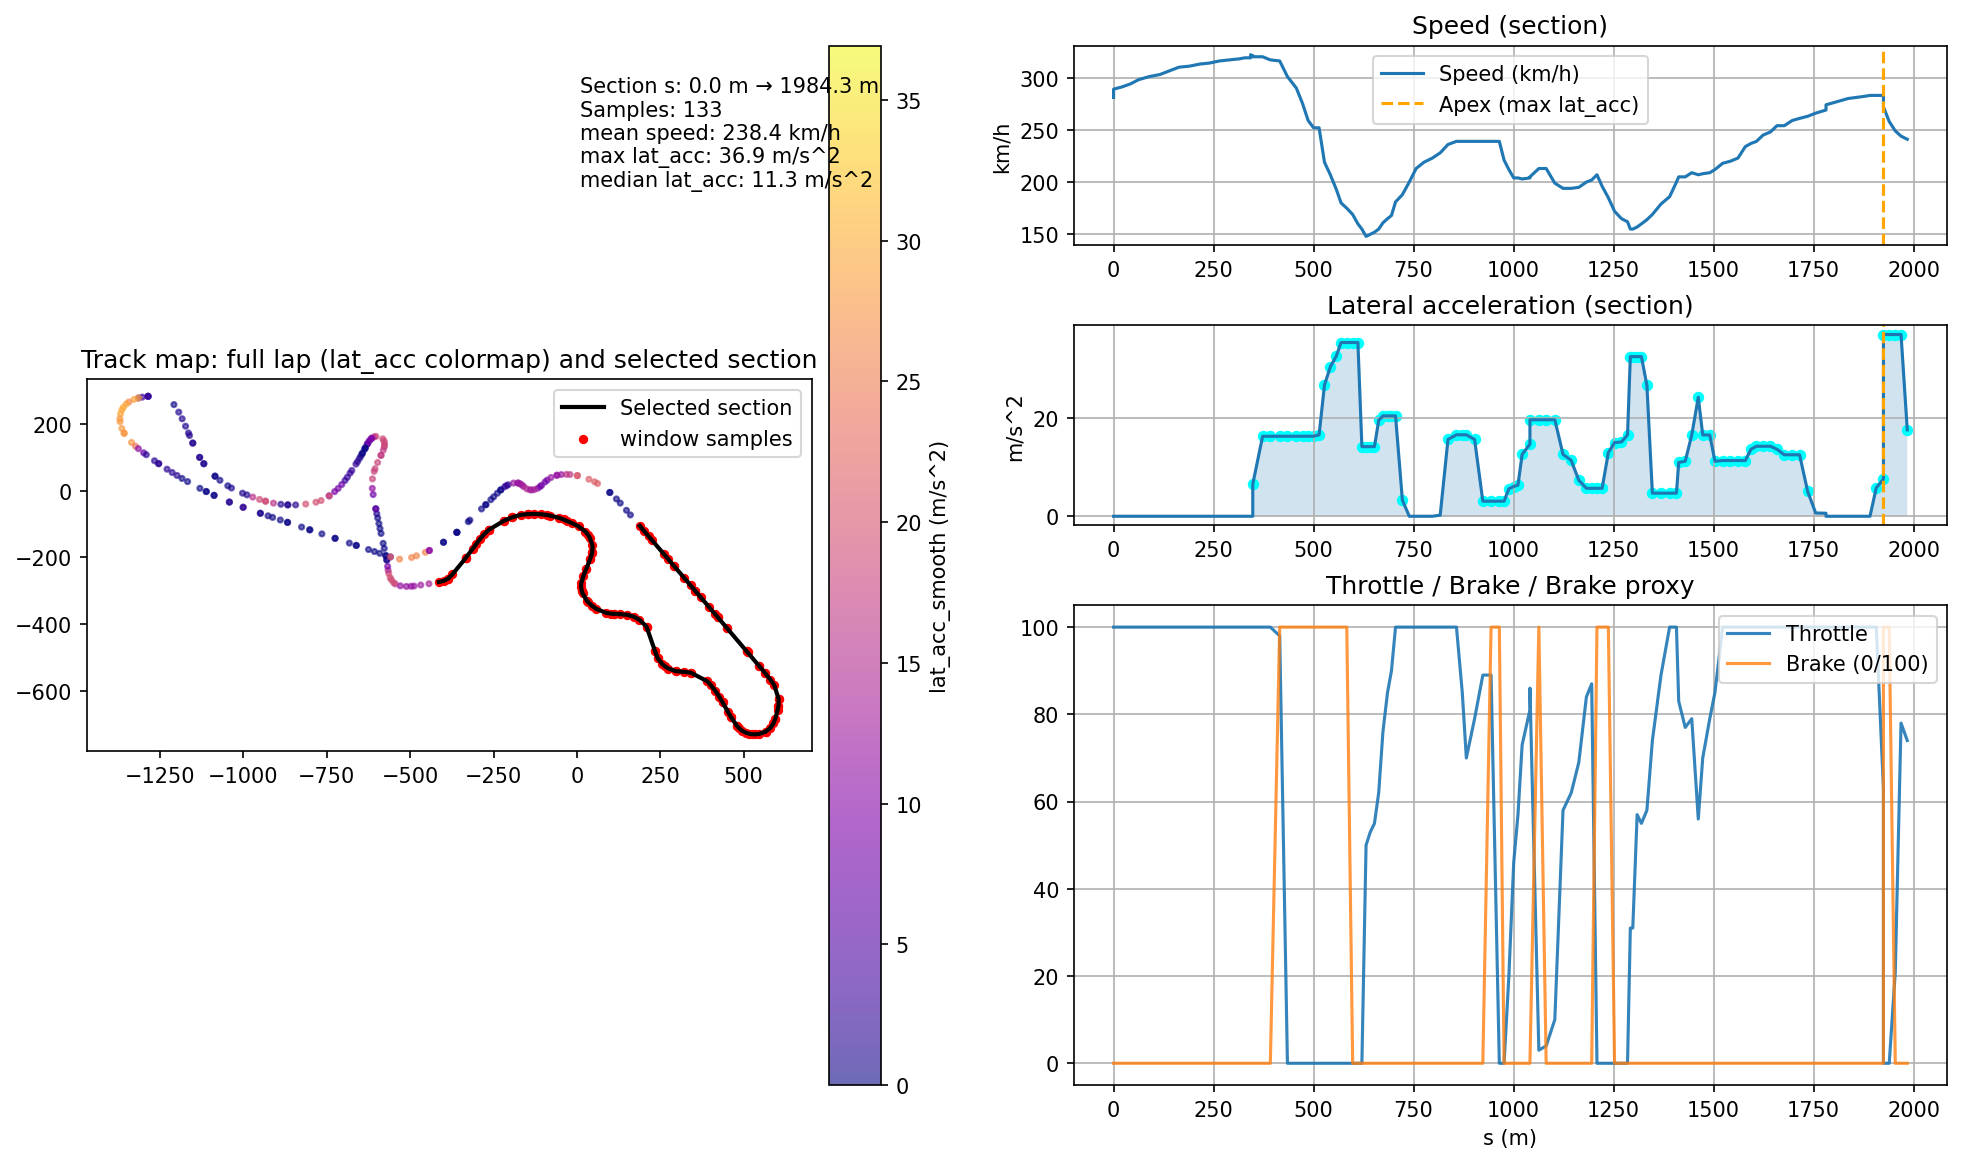 Section s: 0.0 m → 1984.3 m
Samples: 133
mean speed: 238.4 km/h
max lat_acc: 36.9 m/s^2
median lat_acc: 11.3 m/s^2
Track map: full lap (lat_acc colormap) and selected section
Selected section
window samples
200
0
−200
−400
−600
−1250 −1000 −750 −500 −250 0 250 500
35
30
25
20
15
10
5
0
lat_acc_smooth (m/s^2)
Speed (section)
Speed (km/h)
Apex (max lat_acc)
km/h
300
250
200
150
0 250 500 750 1000 1250 1500 1750 2000
Lateral acceleration (section)
m/s^2
20
0
0 250 500 750 1000 1250 1500 1750 2000
Throttle / Brake / Brake proxy
Throttle
Brake (0/100)
100
80
60
40
20
0
0 250 500 750 1000 1250 1500 1750 2000
s (m)